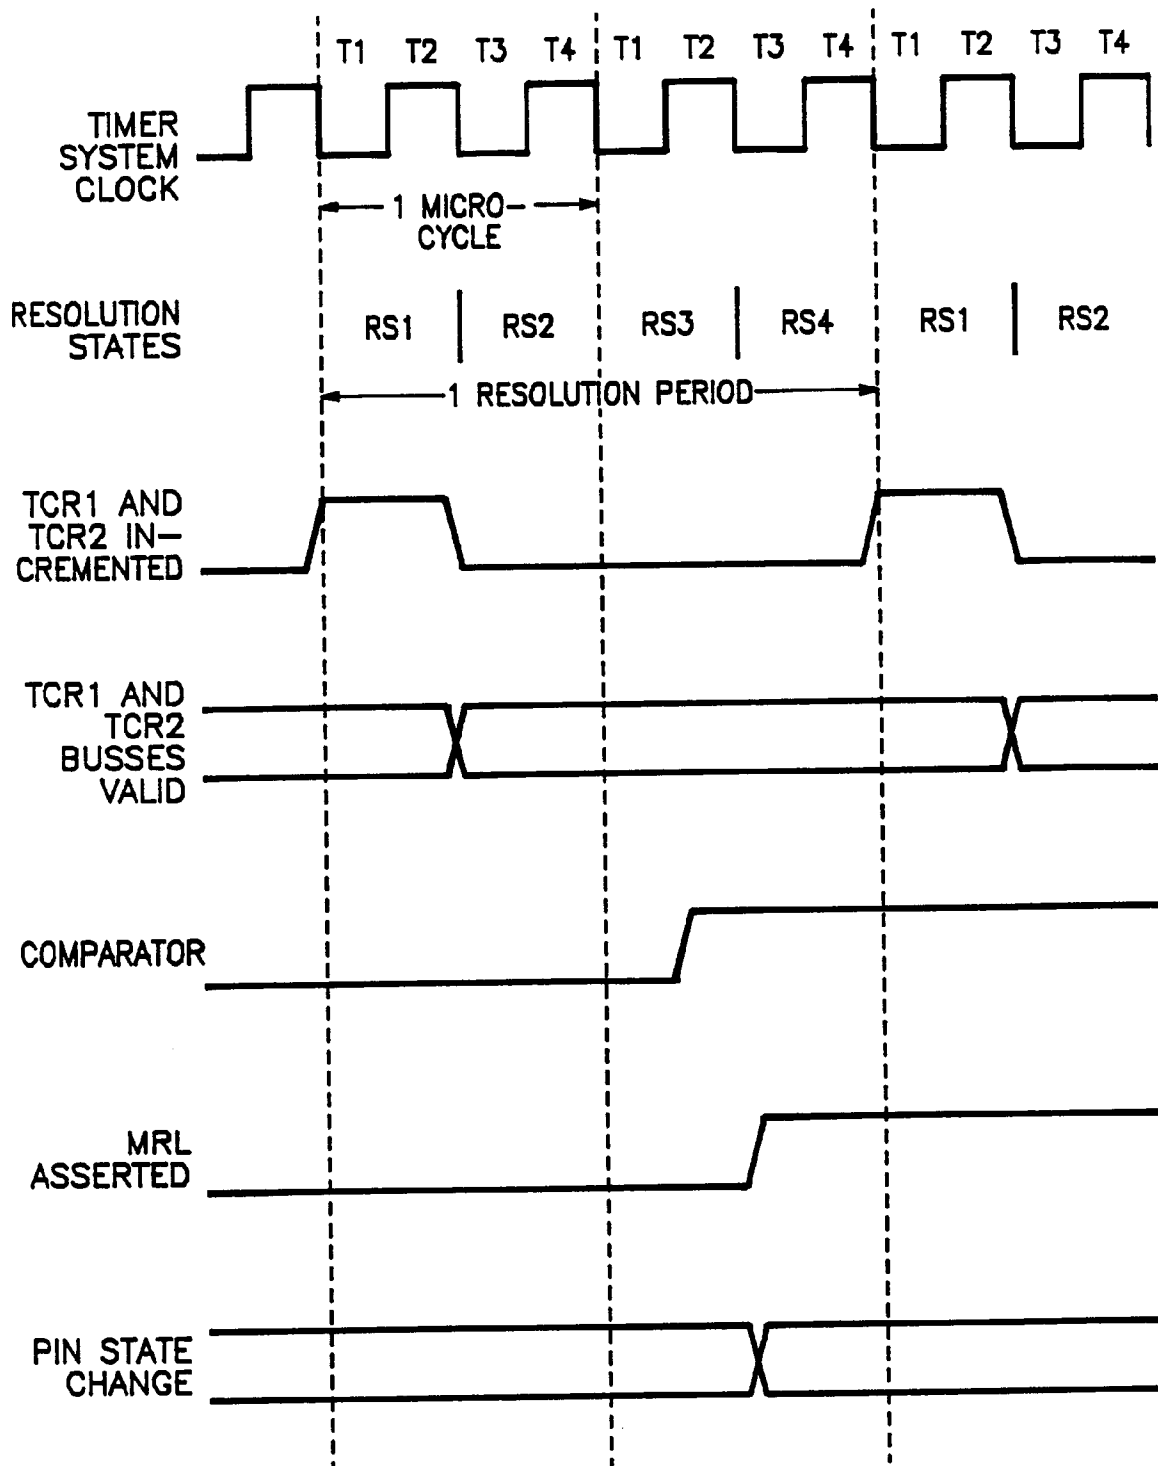 T1 T2 T3 T4 T1 T2 T3 T4 T1 T2 T3 T4
TIMER
SYSTEM
CLOCK
1 MICRO-
CYCLE
RESOLUTION
STATES
RS1 RS2 RS3 RS4 RS1 RS2
1 RESOLUTION PERIOD
TCR1 AND
TCR2 IN-
CREMENTED
TCR1 AND
TCR2
BUSSES
VALID
COMPARATOR
MRL
ASSERTED
PIN STATE
CHANGE